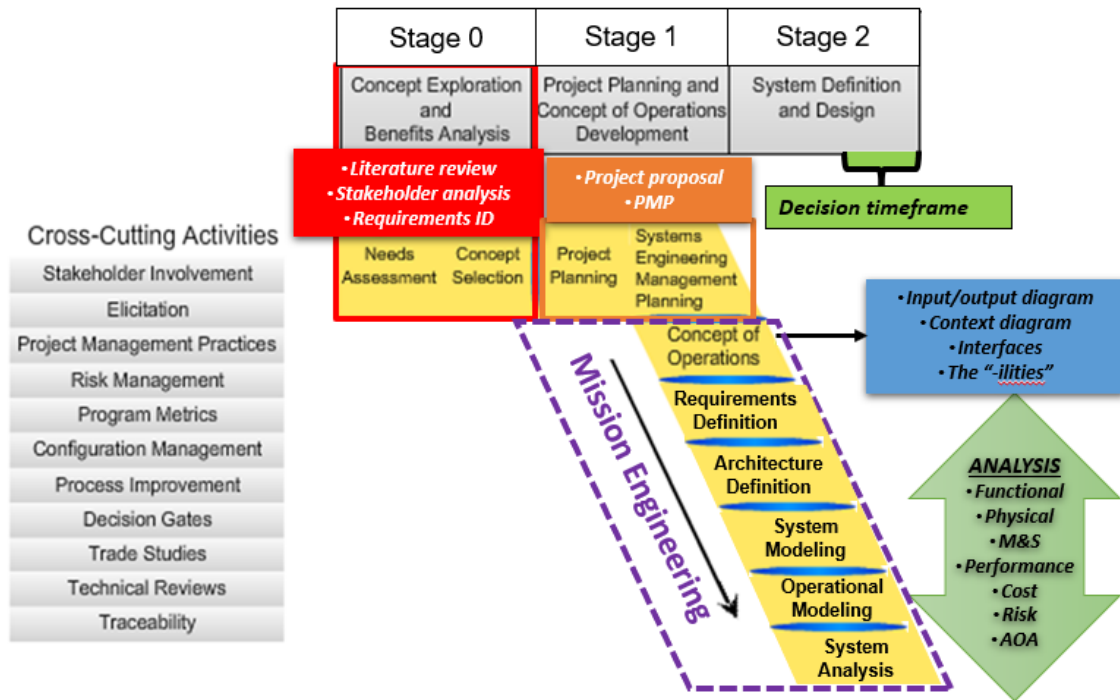 Stage 0
Stage 1
Stage 2
Concept Exploration
and
Benefits Analysis
Project Planning and
Concept of Operations
Development
System Definition
and Design
•Literature review
•Stakeholder analysis
•Requirements ID
•Project proposal
•PMP
Decision timeframe
Needs
Assessment
Concept
Selection
Project
Planning
Systems
Engineering
Management
Planning
Cross-Cutting Activities
Stakeholder Involvement
Elicitation
Project Management Practices
Risk Management
Program Metrics
Configuration Management
Process Improvement
Decision Gates
Trade Studies
Technical Reviews
Traceability
Mission Engineering
Concept of
Operations
Requirements
Definition
Architecture
Definition
System
Modeling
Operational
Modeling
System
Analysis
•Input/output diagram
•Context diagram
•Interfaces
•The “-ilities”
ANALYSIS
•Functional
•Physical
•M&S
•Performance
•Cost
•Risk
•AOA